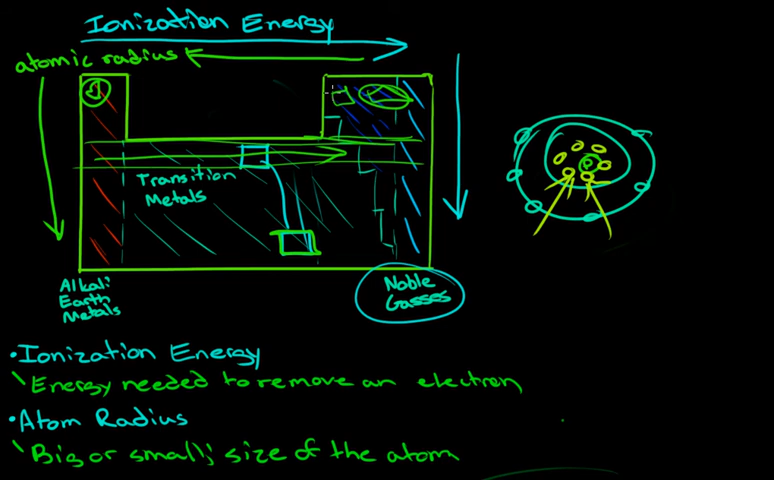 Ionization Energy
atomic radius
Transition
Metals
Alkali
Earth
Metals
Noble
Gasses
•Ionization Energy
\Energy needed to remove an electron
•Atom Radius
\Big or small; size of the atom